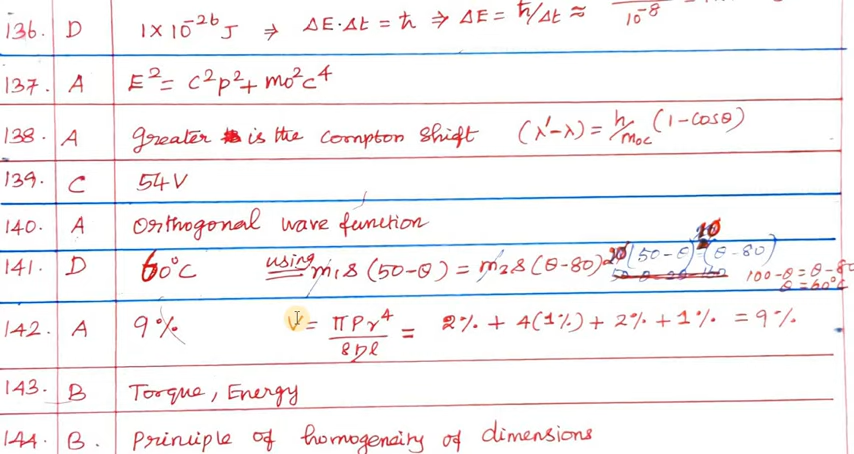 136. D 1×10⁻²⁶ J ⇒ ΔE·Δt = ħ ⇒ ΔE = ħ/Δt ≈ 10⁻⁸
137. A E² = c²p² + m₀²c⁴
138. A greater is the compton shift (λ'-λ) = h/m₀c (1-cosθ)
139. C 54V
140. A Orthogonal wave function
141. D 60°C using m₁s (50-θ) = m₂s (θ-80) 20(50-θ) = 10(θ-80)
100-θ = θ-80
θ = 60°C
142. A 9% V = πPr⁴/8ηl = 2% + 4(1%) + 2% + 1% = 9%
143. B Torque, Energy
144. B. Principle of homogeneity of dimensions